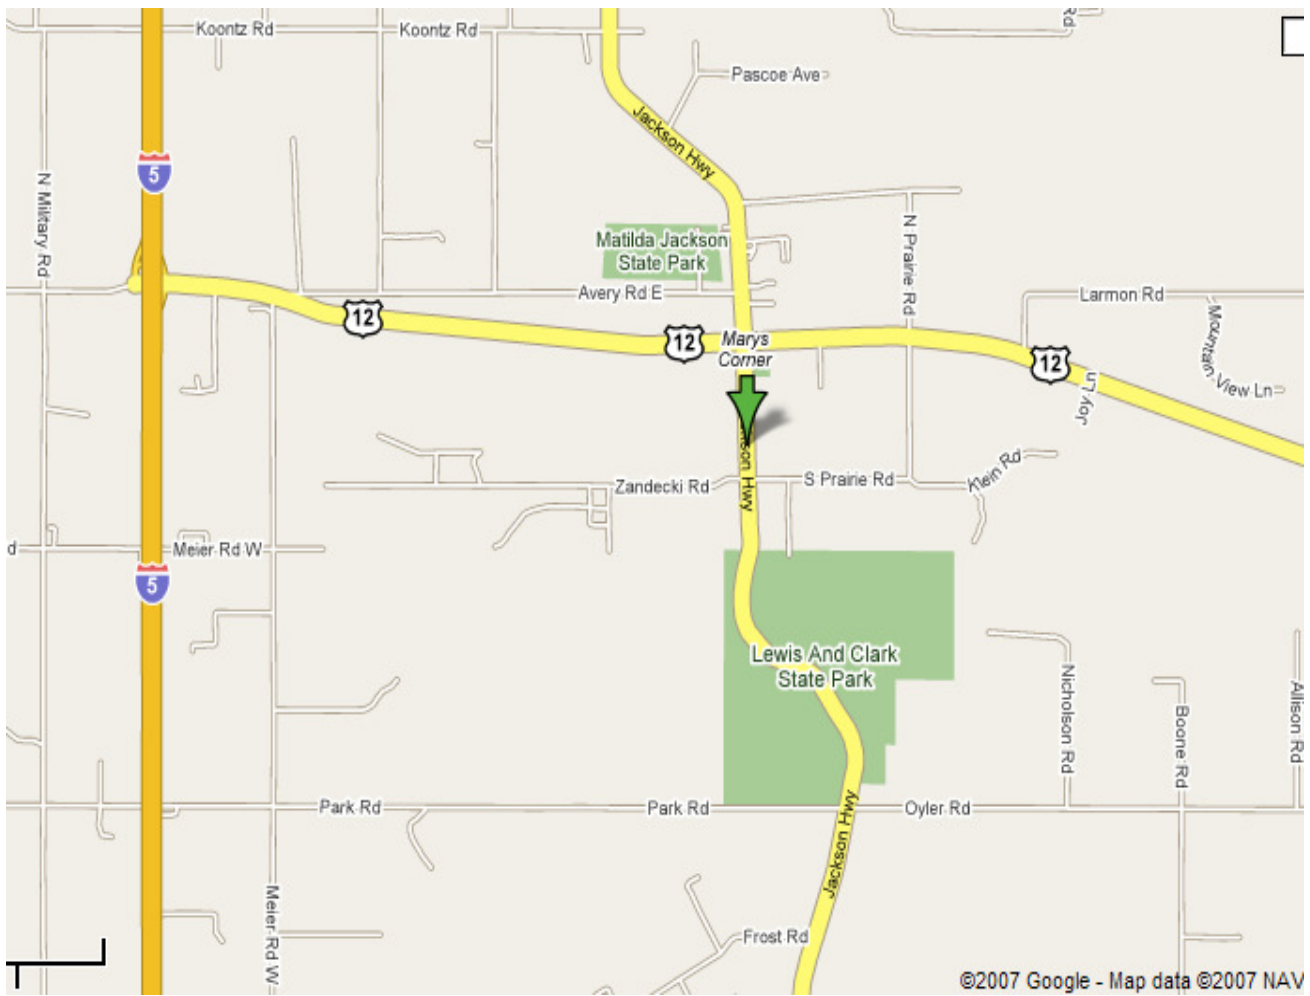 Koontz Rd
Koontz Rd
Rd
Pascoe Ave
Jackson Hwy
5
N Military Rd
N Prairie Rd
Matilda Jackson
State Park
Avery Rd E
Larmon Rd
12
12
Marys
Corner
12
Mountain View Ln
Joy Ln
Zandecki Rd
S Prairie Rd
Klein Rd
Hwy
d
Meier Rd W
5
Lewis And Clark
State Park
Nicholson Rd
Boone Rd
Allison Rd
Park Rd
Park Rd
Oyler Rd
Jackson Hwy
Meier Rd W
Frost Rd
©2007 Google - Map data ©2007 NAV